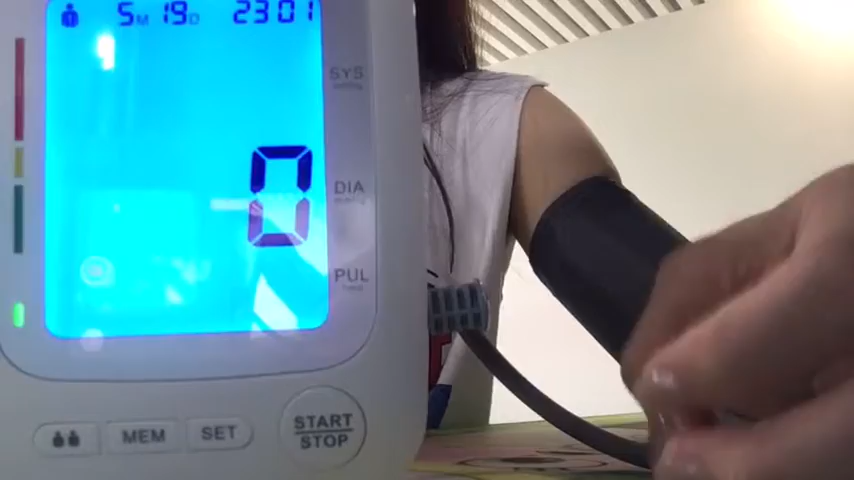 5M 19D 2301
SYS
0
DIA
PUL
MEM
SET
START
STOP